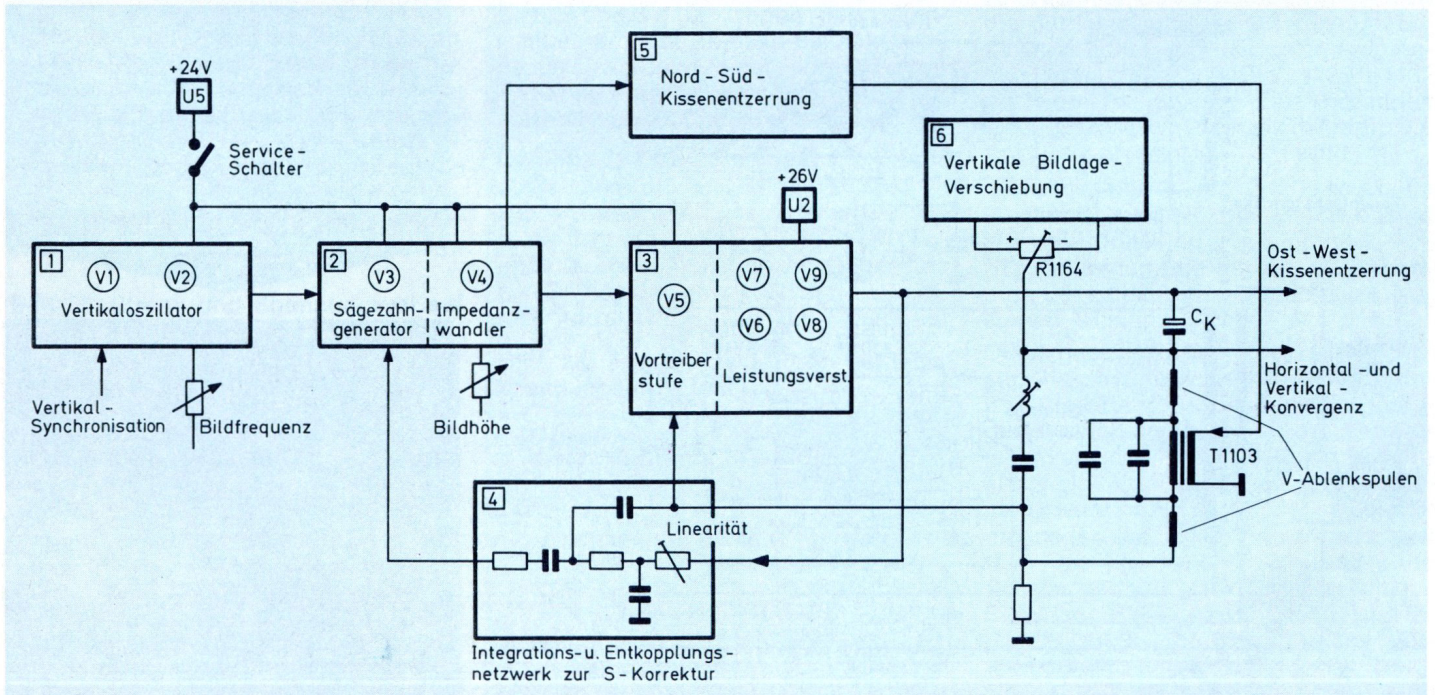 +24V
U5
Service-
Schalter
5
Nord-Süd-
Kissenentzerrung
6
Vertikale Bildlage-
Verschiebung
+26V
U2
+ -
R1164
1
V1 V2
Vertikaloszillator
2
V3 V4
Sägezahn-
generator
Impedanz-
wandler
3
V5
V7 V9
V6 V8
Vortreiber
stufe
Leistungsverst.
Ost-West-
Kissenentzerrung
CK
Horizontal-und
Vertikal-
Konvergenz
Vertikal-
Synchronisation
Bildfrequenz
Bildhöhe
T1103
V-Ablenkspulen
4
Linearität
Integrations-u. Entkopplungs-
netzwerk zur S-Korrektur